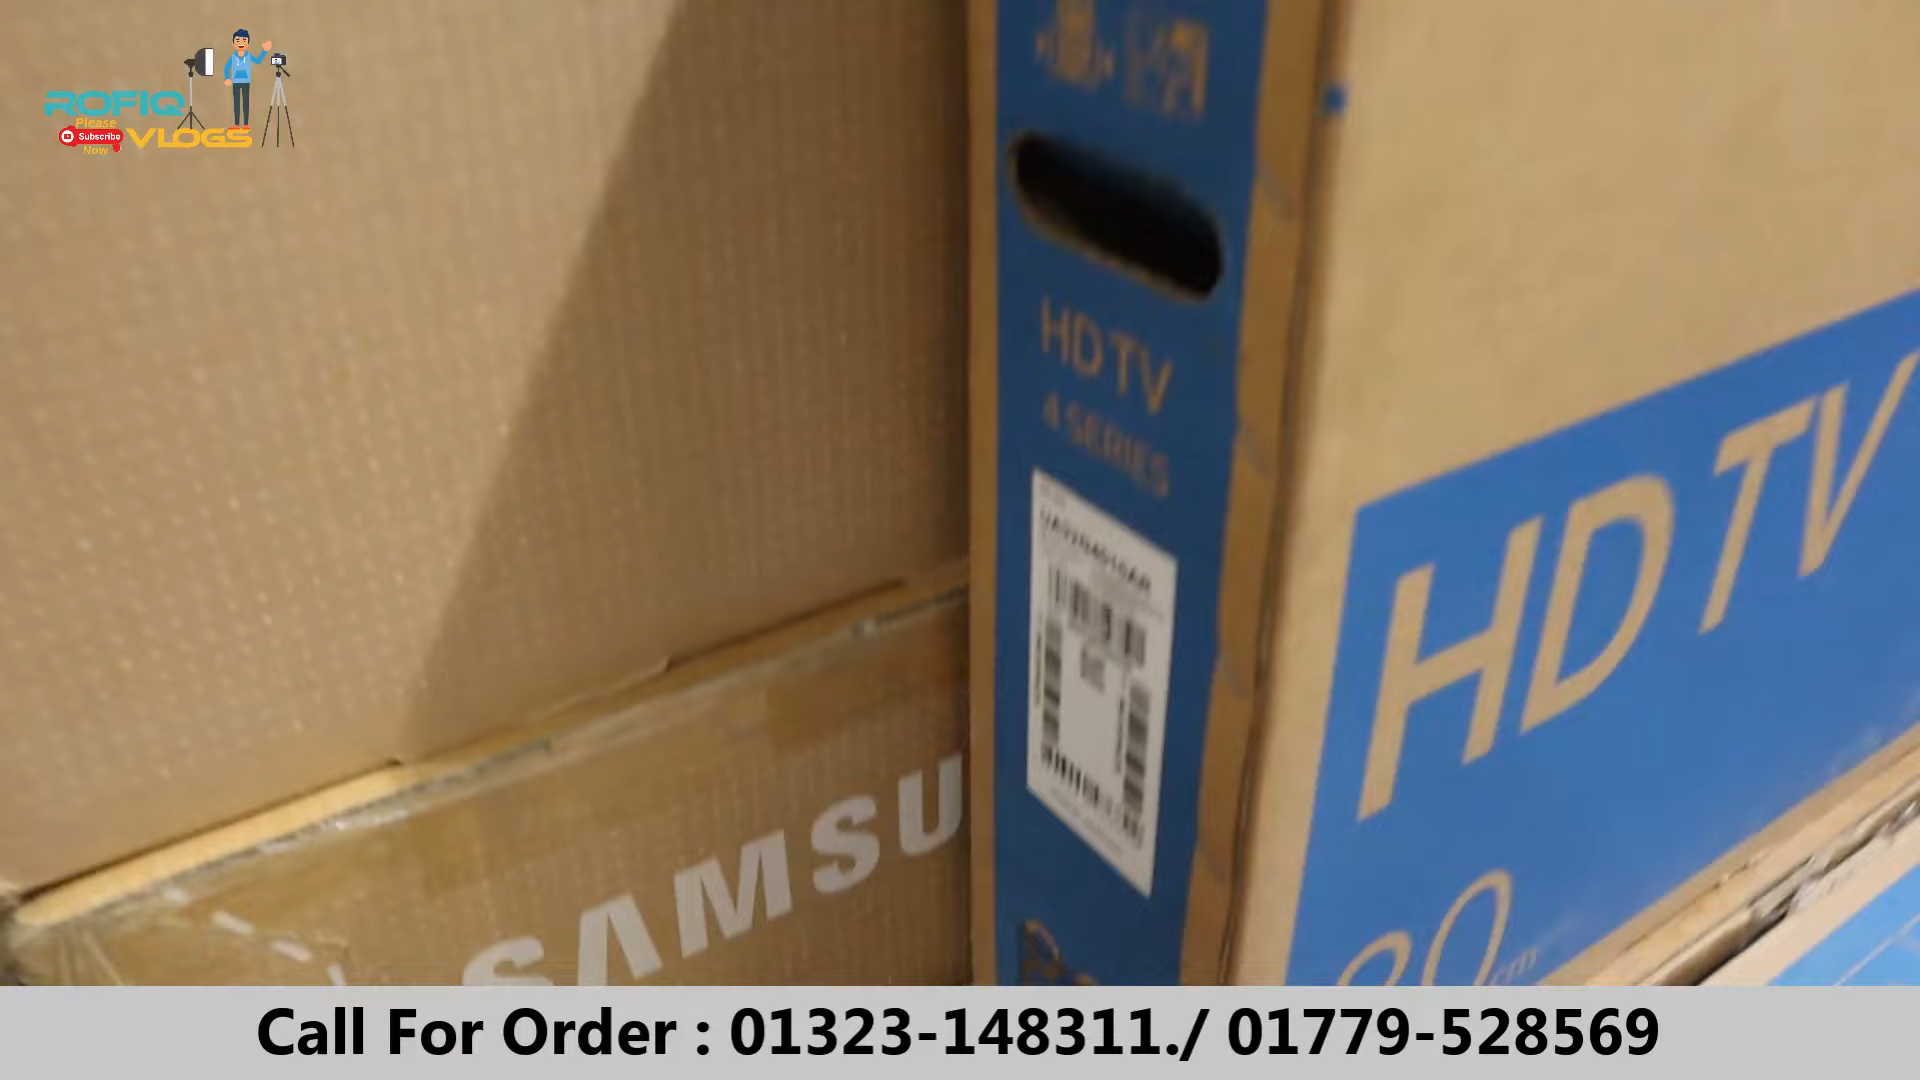 ROFIQ
Please
Subscribe
VLOGS
Now
HD TV
4 SERIES
HD TV
SAMSU
cm
Call For Order : 01323-148311./ 01779-528569